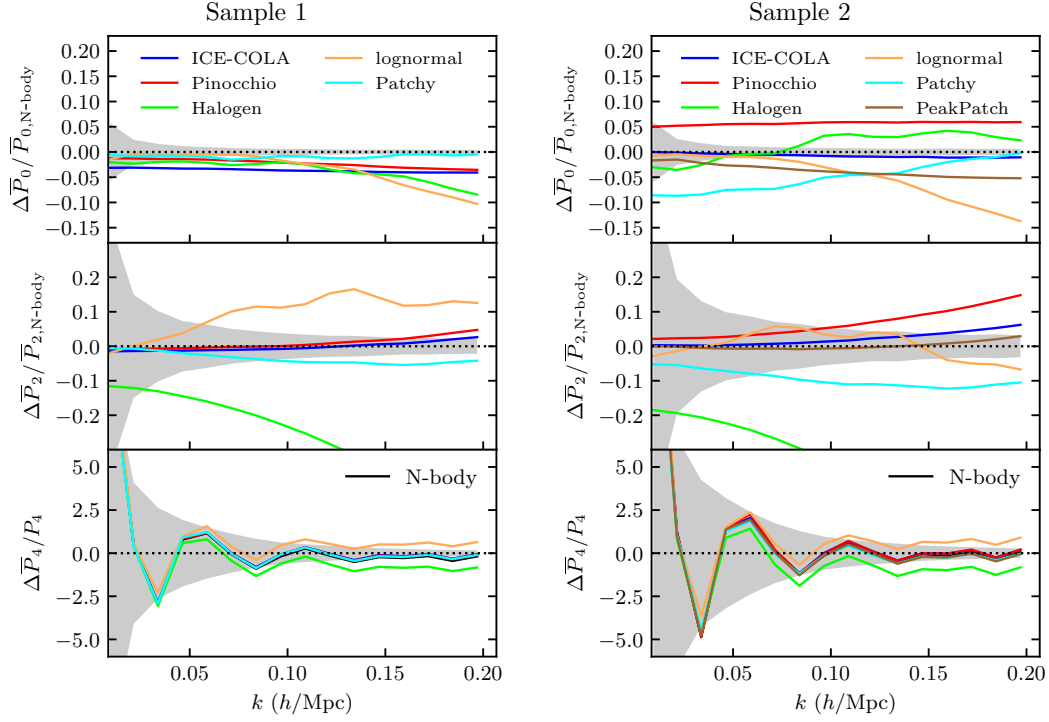 Sample 1
ΔP̅₀/P̅₀,N-body
0.20
0.15
0.10
0.05
0.00
−0.05
−0.10
−0.15
ICE-COLA
Pinocchio
Halogen
lognormal
Patchy
ΔP̅₂/P̅₂,N-body
0.2
0.1
0.0
−0.1
−0.2
ΔP̅₄/P₄
5.0
2.5
0.0
−2.5
−5.0
N-body
0.05 0.10 0.15 0.20
k (h/Mpc)
Sample 2
ΔP̅₀/P̅₀,N-body
0.20
0.15
0.10
0.05
0.00
−0.05
−0.10
−0.15
ICE-COLA
Pinocchio
Halogen
lognormal
Patchy
PeakPatch
ΔP̅₂/P̅₂,N-body
0.2
0.1
0.0
−0.1
−0.2
ΔP̅₄/P₄
5.0
2.5
0.0
−2.5
−5.0
N-body
0.05 0.10 0.15 0.20
k (h/Mpc)